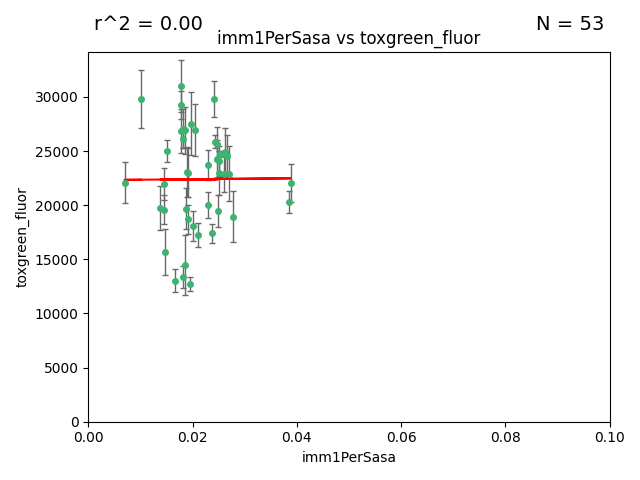 r^2 = 0.00
N = 53
imm1PerSasa vs toxgreen_fluor
30000
25000
20000
15000
10000
5000
0
toxgreen_fluor
0.00
0.02
0.04
0.06
0.08
0.10
imm1PerSasa